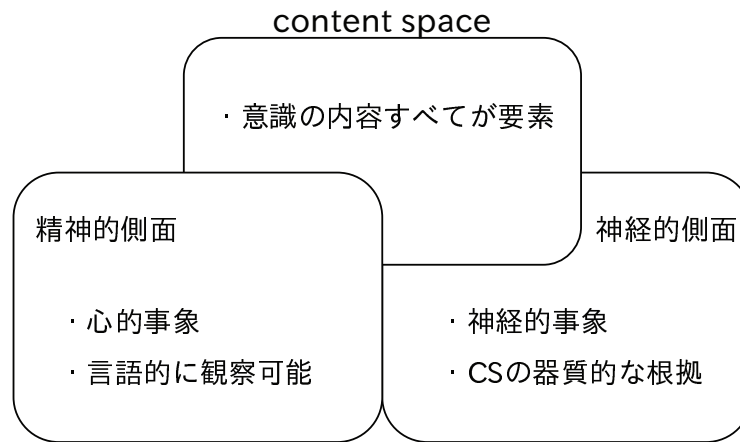 content space
・意識の内容すべてが要素
精神的側面
・心的事象
・言語的に観察可能
神経的側面
・神経的事象
・CSの器質的な根拠